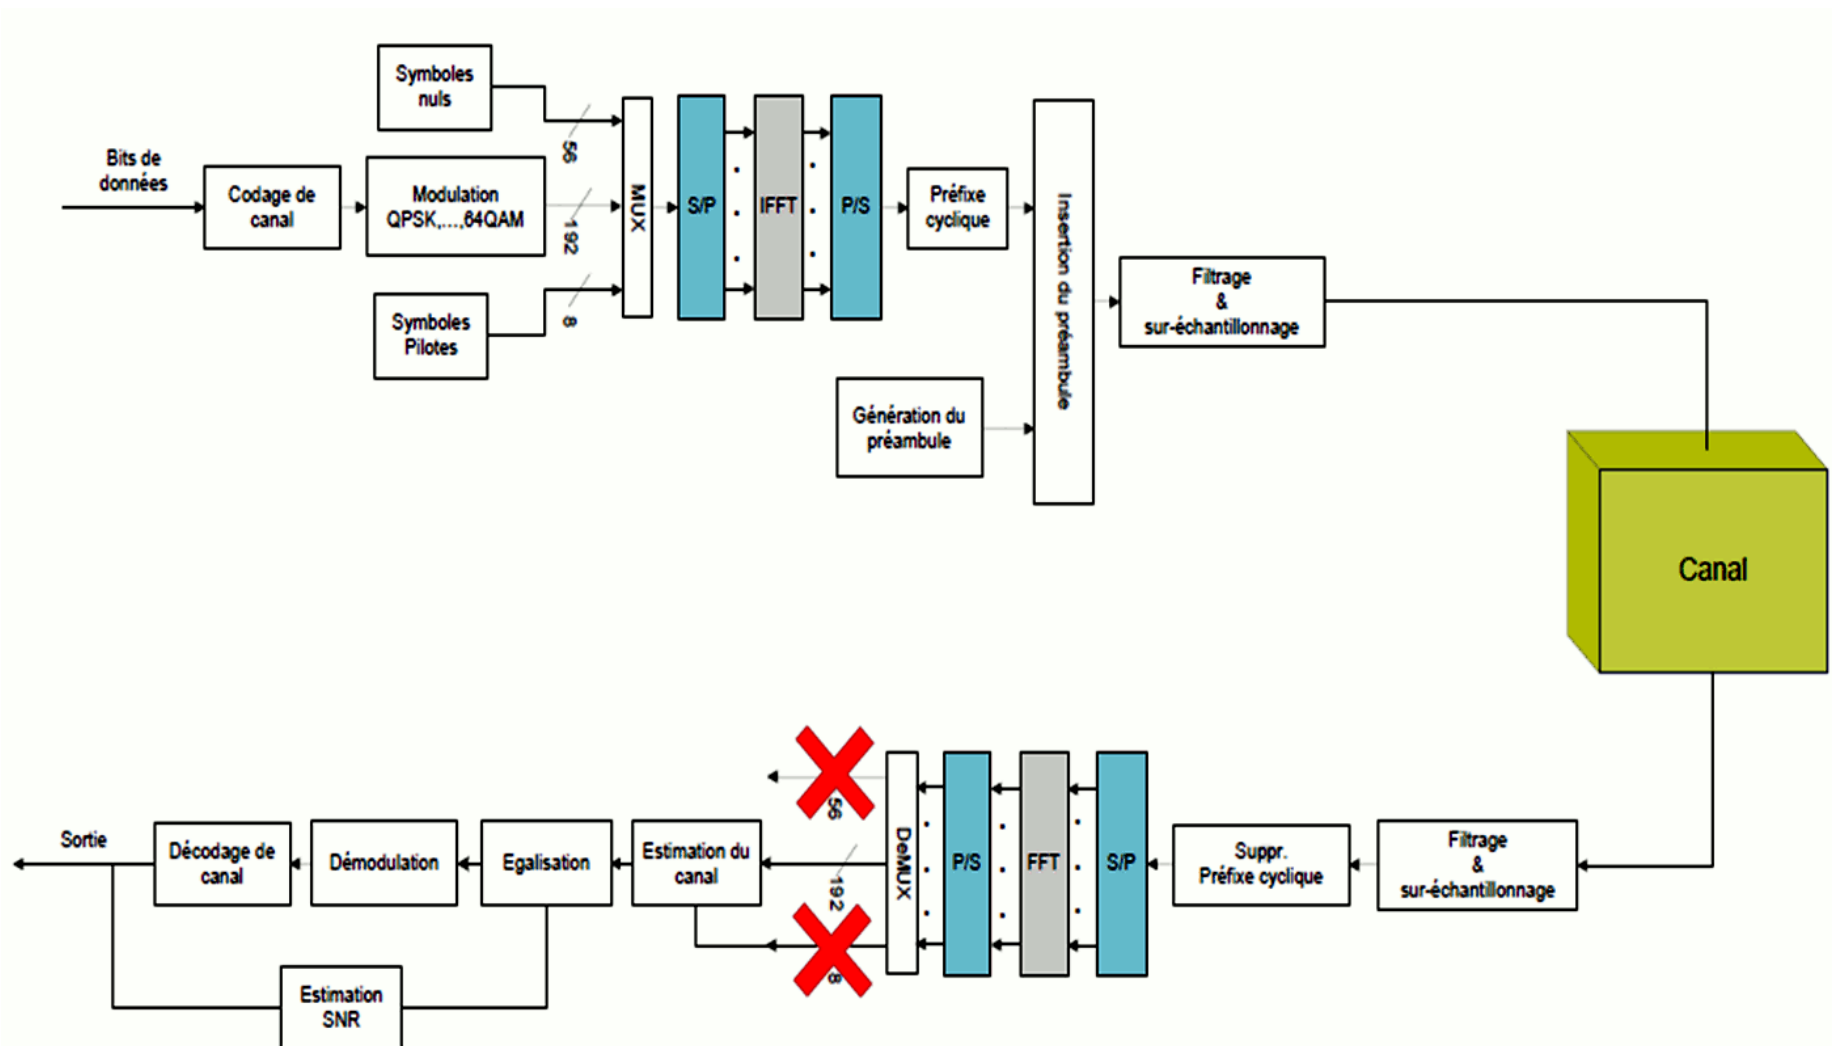 Symboles
nuls
56
Bits de
données
Codage de
canal
Modulation
QPSK,...,64QAM
192
Symboles
Pilotes
8
MUX
S/P
IFFT
P/S
Préfixe
cyclique
Génération du
préambule
Insertion du préambule
Filtrage
&
sur-échantillonnage
Canal
Filtrage
&
sur-échantillonnage
Suppr.
Préfixe cyclique
S/P
FFT
P/S
DeMUX
56
192
8
Estimation du
canal
Egalisation
Démodulation
Décodage de
canal
Sortie
Estimation
SNR